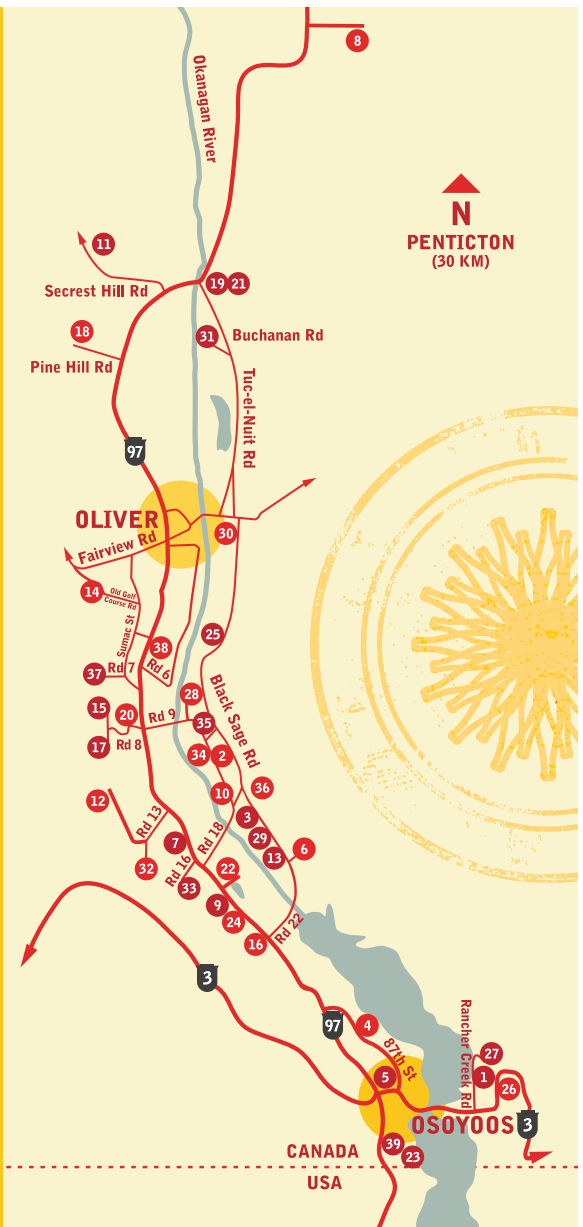 8
Okanagan River
N
PENTICTON
(30 KM)
11
Secrest Hill Rd
19
21
18
31
Buchanan Rd
Pine Hill Rd
Tuc-el-Nuit Rd
97
OLIVER
30
Fairview Rd
14
Old Golf
Course Rd
Sumac St
25
38
37
Rd 7
Rd 6
28
Black Sage Rd
15
20
Rd 9
35
17
Rd 8
34
2
36
12
10
Rd 13
3
7
Rd 18
29
6
13
32
Rd 16
33
22
9
24
16
Rd 22
3
97
4
87th St
Rancher Creek Rd
27
5
1
26
OSOYOOS
3
39
CANADA
23
USA